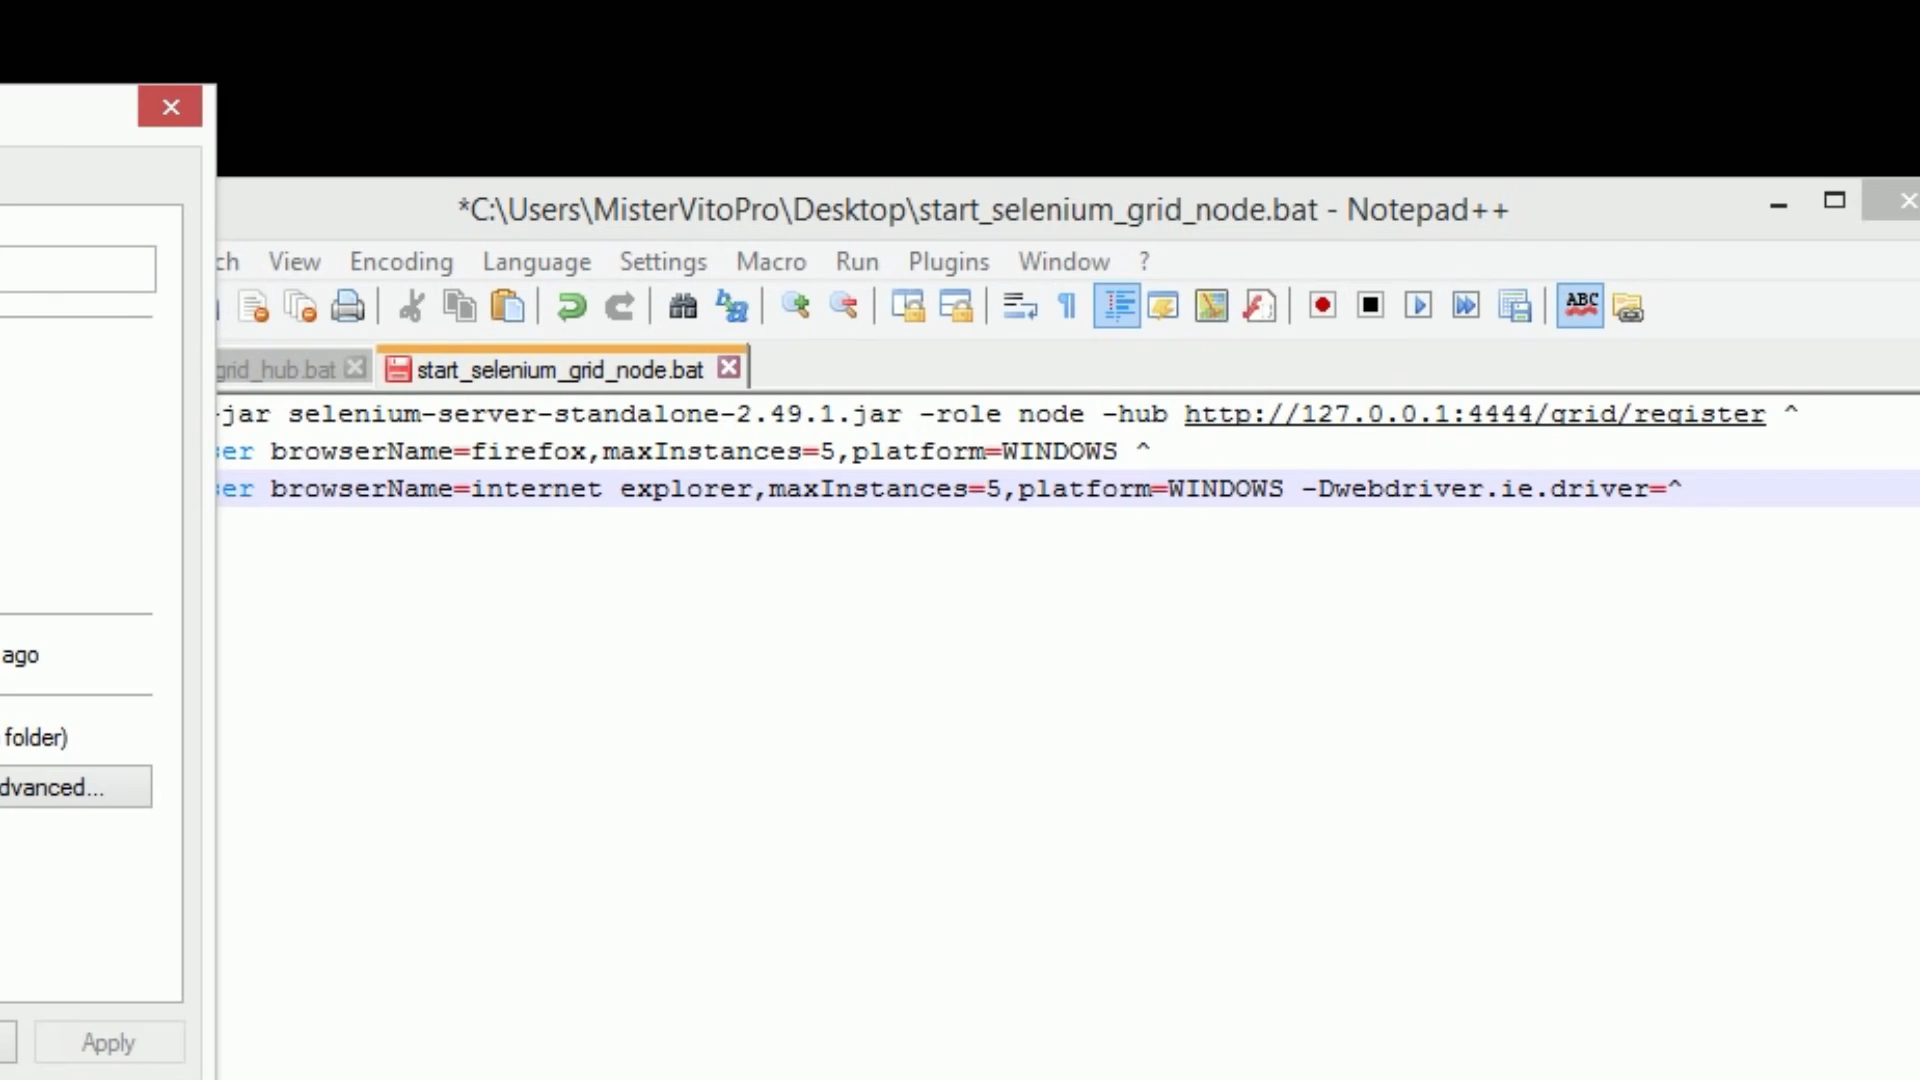 *C:\Users\MisterVitoPro\Desktop\start_selenium_grid_node.bat - Notepad++
ch View Encoding Language Settings Macro Run Plugins Window ?
ABC
grid_hub.bat start_selenium_grid_node.bat
-jar selenium-server-standalone-2.49.1.jar -role node -hub http://127.0.0.1:4444/grid/register ^
ser browserName=firefox,maxInstances=5,platform=WINDOWS ^
ser browserName=internet explorer,maxInstances=5,platform=WINDOWS -Dwebdriver.ie.driver=^
ago
folder)
dvanced...
Apply